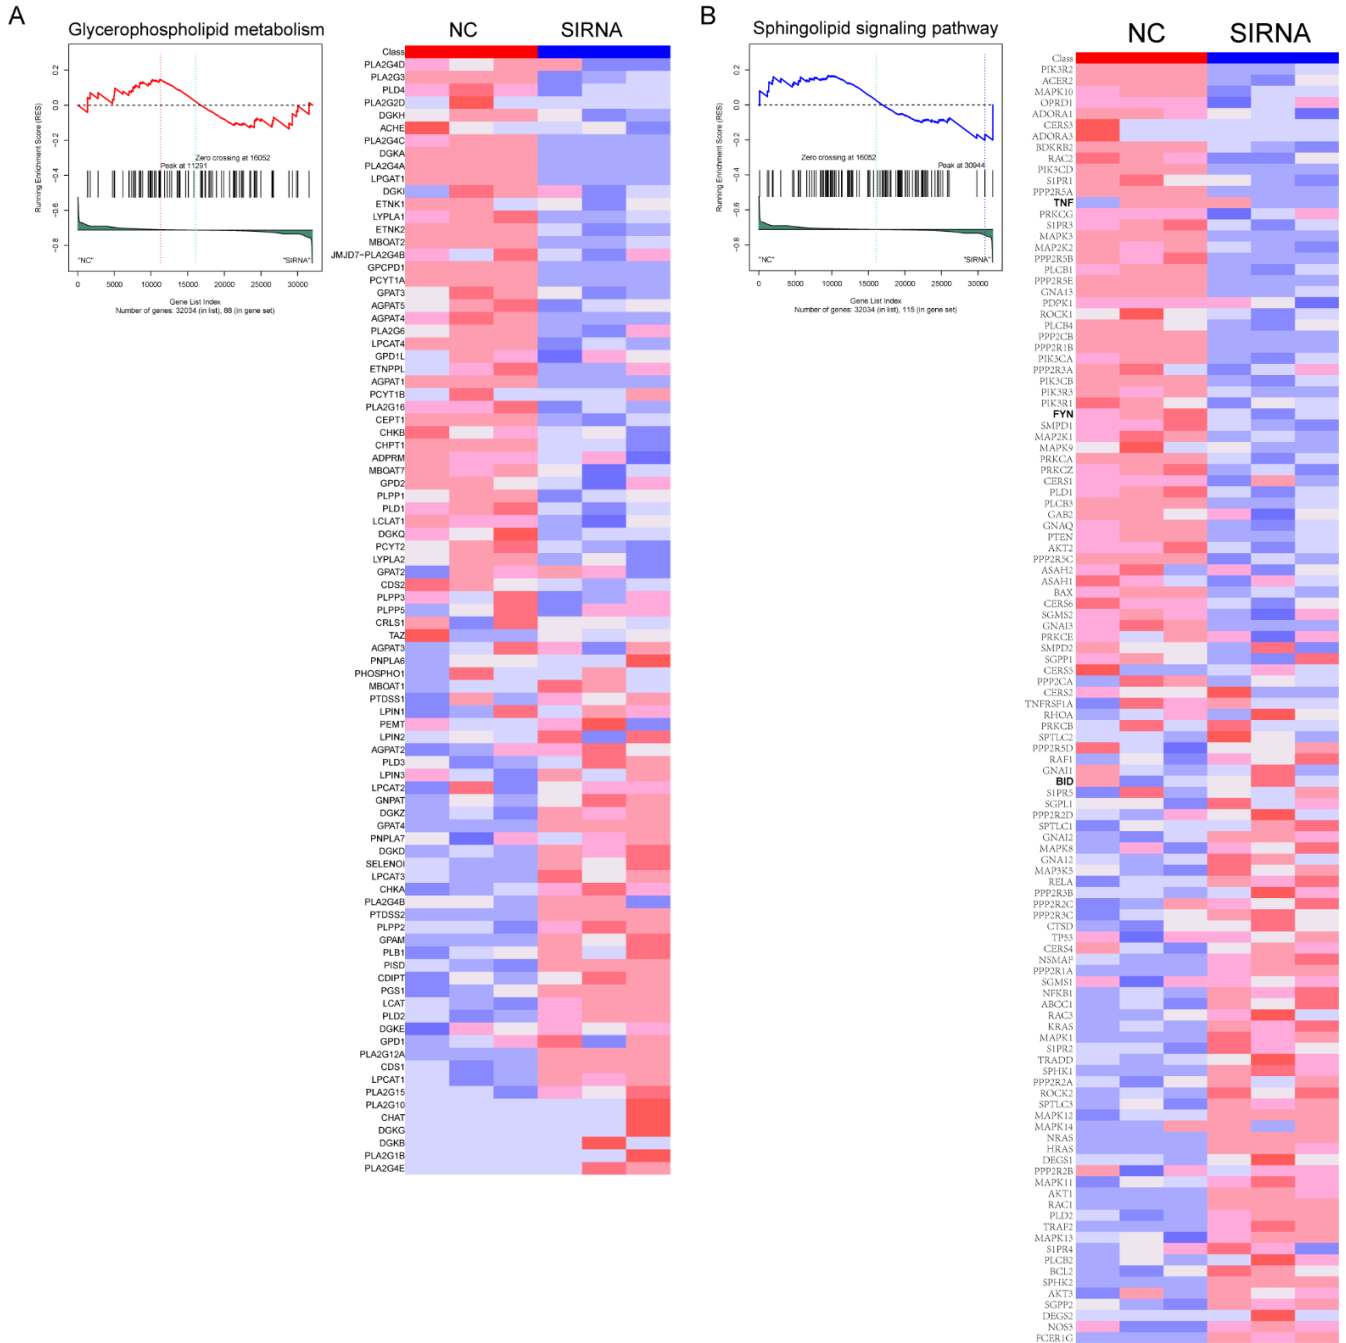 A
Glycerophospholipid metabolism
Running Enrichment Score (RES)
0.2
0.0
−0.2
−0.4
−0.6
−0.8
Zero crossing at 16052
Peak at 11291
"NC"
"SIRNA"
0
5000
10000
15000
20000
25000
30000
Gene List Index
Number of genes: 32034 (in list), 88 (in gene set)
NC
SIRNA
Class
PLA2G4D
PLA2G3
PLD4
PLA2G2D
DGKH
ACHE
PLA2G4C
DGKA
PLA2G4A
LPGAT1
DGKI
ETNK1
LYPLA1
ETNK2
MBOAT2
JMJD7−PLA2G4B
GPCPD1
PCYT1A
GPAT3
AGPAT5
AGPAT4
PLA2G6
LPCAT4
GPD1L
ETNPPL
AGPAT1
PCYT1B
PLA2G16
CEPT1
CHKB
CHPT1
ADPRM
MBOAT7
GPD2
PLPP1
PLD1
LCLAT1
DGKQ
PCYT2
LYPLA2
GPAT2
CDS2
PLPP3
PLPP5
CRLS1
TAZ
AGPAT3
PNPLA6
PHOSPHO1
MBOAT1
PTDSS1
LPIN1
PEMT
LPIN2
AGPAT2
PLD3
LPIN3
LPCAT2
GNPAT
DGKZ
GPAT4
PNPLA7
DGKD
SELENOI
LPCAT3
CHKA
PLA2G4B
PTDSS2
PLPP2
GPAM
PLB1
PISD
CDIPT
PGS1
LCAT
PLD2
DGKE
GPD1
PLA2G12A
CDS1
LPCAT1
PLA2G15
PLA2G10
CHAT
DGKG
DGKB
PLA2G1B
PLA2G4E
B
Sphingolipid signaling pathway
Running Enrichment Score (RES)
0.2
0.0
−0.2
−0.4
−0.6
−0.8
Zero crossing at 16052
Peak at 30944
"NC"
"SIRNA"
0
5000
10000
15000
20000
25000
30000
Gene List Index
Number of genes: 32034 (in list), 115 (in gene set)
NC
SIRNA
Class
PIK3R2
ACER2
MAPK10
OPRD1
ADORA1
CERS3
ADORA3
BDKRB2
RAC2
PIK3CD
S1PR1
PPP2R5A
TNF
PRKCG
S1PR3
MAPK3
MAP2K2
PPP2R5B
PLCB1
PPP2R5E
GNA13
PDPK1
ROCK1
PLCB4
PPP2CB
PPP2R1B
PIK3CA
PPP2R3A
PIK3CB
PIK3R3
PIK3R1
FYN
SMPD1
MAP2K1
MAPK9
PRKCA
PRKCZ
CERS1
PLD1
PLCB3
GAB2
GNAQ
PTEN
AKT2
PPP2R5C
ASAH2
ASAH1
BAX
CERS6
SGMS2
GNAI3
PRKCE
SMPD2
SGPP1
CERS5
PPP2CA
CERS2
TNFRSF1A
RHOA
PRKCB
SPTLC2
PPP2R5D
RAF1
GNAI1
BID
S1PR5
SGPL1
PPP2R2D
SPTLC1
GNAI2
MAPK8
GNA12
MAP3K5
RELA
PPP2R3B
PPP2R2C
PPP2R3C
CTSD
TP53
CERS4
NSMAF
PPP2R1A
SGMS1
NFKB1
ABCC1
RAC3
KRAS
MAPK1
S1PR2
TRADD
SPHK1
PPP2R2A
ROCK2
SPTLC3
MAPK12
MAPK14
NRAS
HRAS
DEGS1
PPP2R2B
MAPK11
AKT1
RAC1
PLD2
TRAF2
MAPK13
S1PR4
PLCB2
BCL2
SPHK2
AKT3
SGPP2
DEGS2
NOS3
FCER1G